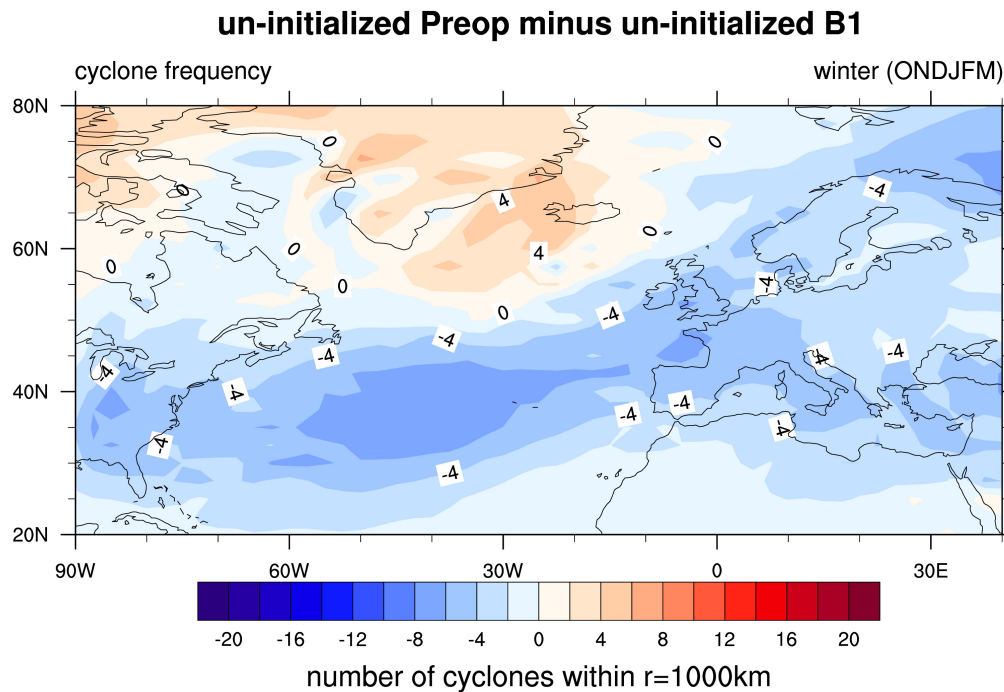 un-initialized Preop minus un-initialized B1
cyclone frequency winter (ONDJFM)
80N
0 0
0 -4
4
0
60N 0 4
0
0
0
-4
-4 -4
-4 -4 -4 -4
-4
40N -4 -4
-4
-4 -4
-4
20N
90W 60W 30W 0 30E
-20 -16 -12 -8 -4 0 4 8 12 16 20
number of cyclones within r=1000km